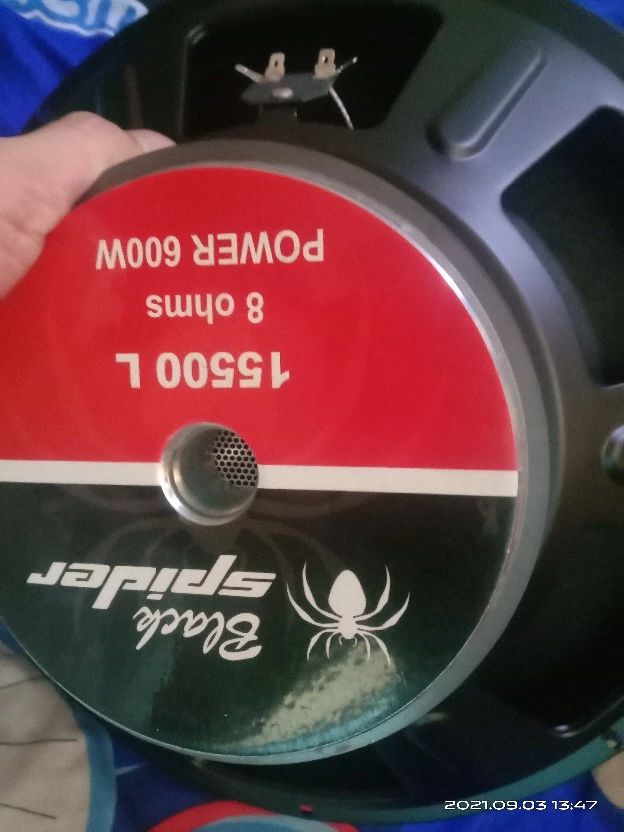 Black
spider
15500 L
8 ohms
POWER 600W
2021.09.03 13:47